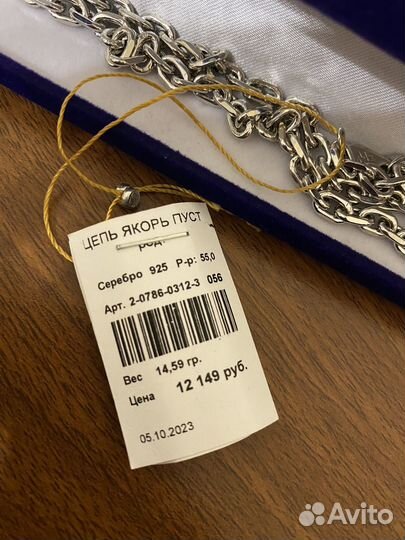 ЦЕПЬ ЯКОРЬ ПУСТ
род.
Серебро 925 Р-р: 55,0
Арт. 2-0786-0312-3 056
Вес 14,59 гр.
Цена 12 149 руб.
05.10.2023
Avito